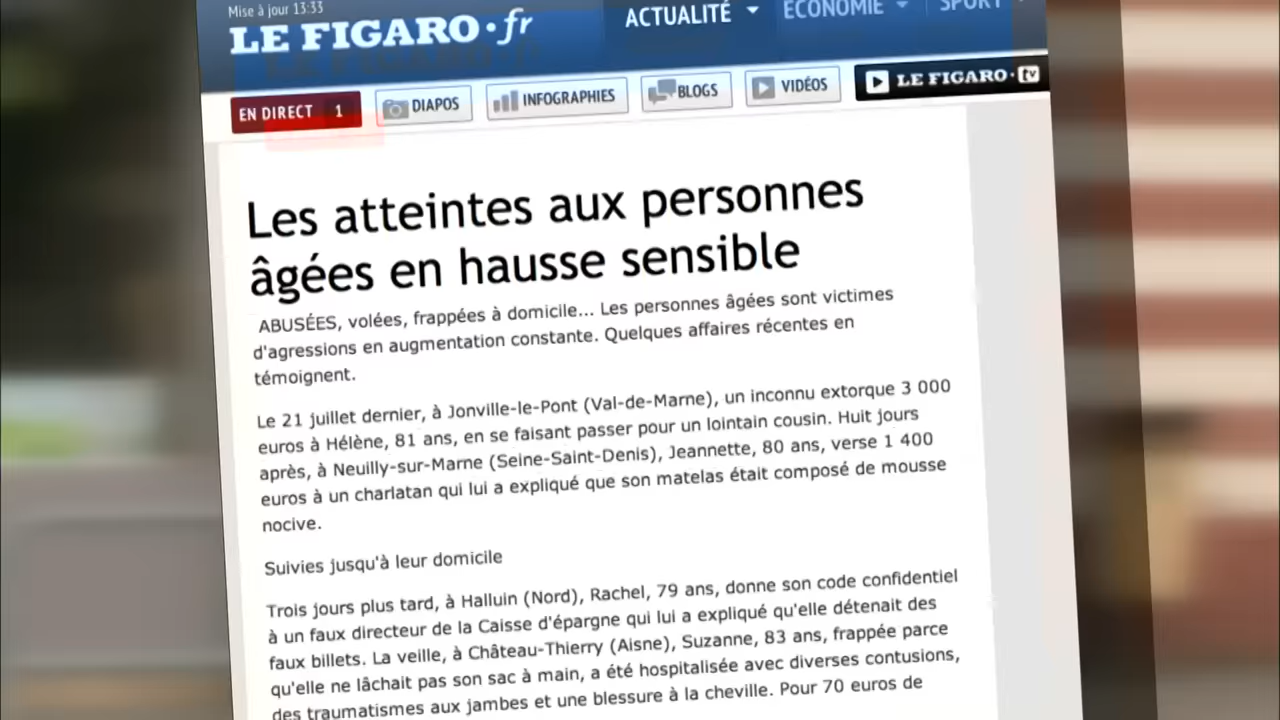 Mise à jour 13:33
LE FIGARO·fr
ACTUALITÉ
ÉCONOMIE
SPORT
EN DIRECT 1
DIAPOS
INFOGRAPHIES
BLOGS
VIDÉOS
LE FIGARO·tv
Les atteintes aux personnes
âgées en hausse sensible
ABUSÉES, volées, frappées à domicile... Les personnes âgées sont victimes
d'agressions en augmentation constante. Quelques affaires récentes en
témoignent.
Le 21 juillet dernier, à Jonville-le-Pont (Val-de-Marne), un inconnu extorque 3 000
euros à Hélène, 81 ans, en se faisant passer pour un lointain cousin. Huit jours
après, à Neuilly-sur-Marne (Seine-Saint-Denis), Jeannette, 80 ans, verse 1 400
euros à un charlatan qui lui a expliqué que son matelas était composé de mousse
nocive.
Suivies jusqu'à leur domicile
Trois jours plus tard, à Halluin (Nord), Rachel, 79 ans, donne son code confidentiel
à un faux directeur de la Caisse d'épargne qui lui a expliqué qu'elle détenait des
faux billets. La veille, à Château-Thierry (Aisne), Suzanne, 83 ans, frappée parce
qu'elle ne lâchait pas son sac à main, a été hospitalisée avec diverses contusions,
des traumatismes aux jambes et une blessure à la cheville. Pour 70 euros de